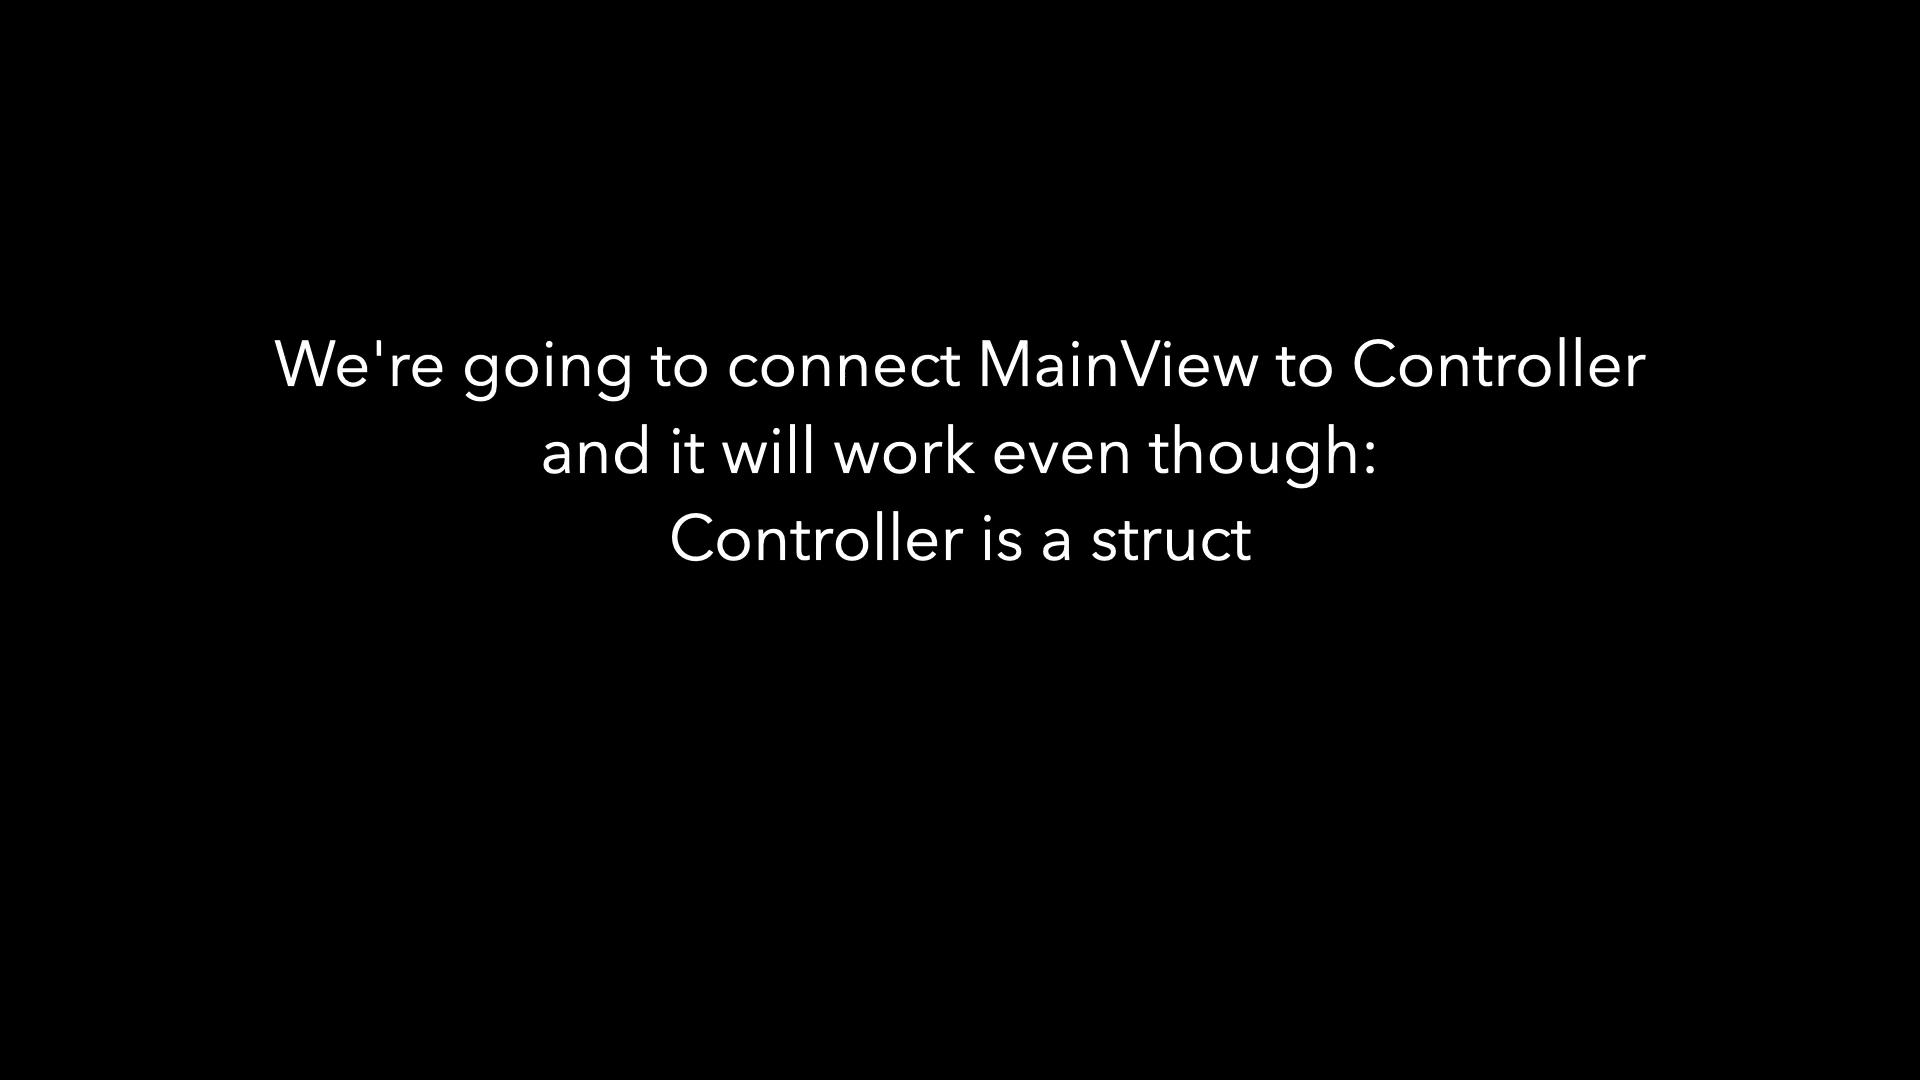 We're going to connect MainView to Controller
and it will work even though:
Controller is a struct